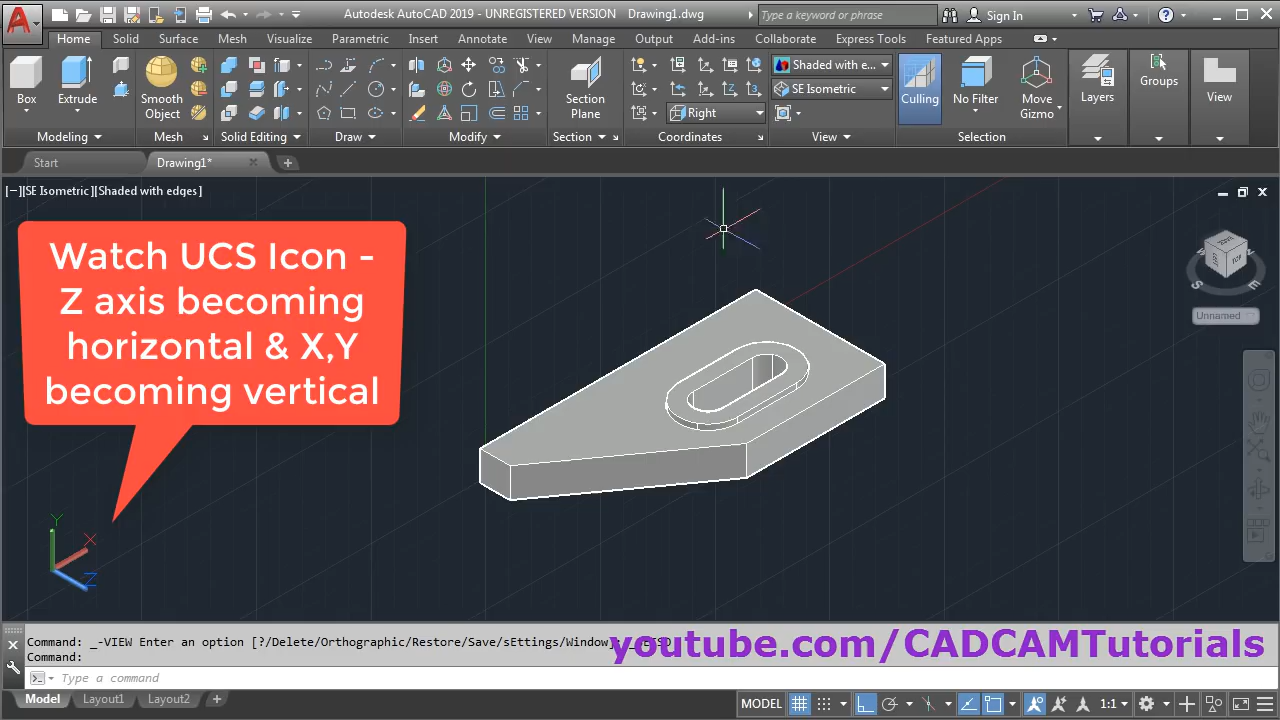 Autodesk AutoCAD 2019 - UNREGISTERED VERSION Drawing1.dwg
Type a keyword or phrase
Sign In
Home Solid Surface Mesh Visualize Parametric Insert Annotate View Manage Output Add-ins Collaborate Express Tools Featured Apps
Box
Extrude
Smooth
Object
Section
Plane
Shaded with e...
SE Isometric
Right
Culling
No Filter
Move
Gizmo
Layers
Groups
View
Modeling
Mesh
Solid Editing
Draw
Modify
Section
Coordinates
View
Selection
Start
Drawing1*
[−][SE Isometric][Shaded with edges]
Watch UCS Icon -
Z axis becoming
horizontal & X,Y
becoming vertical
TOP
S
E
Unnamed
Y
X
Z
Command: _-VIEW Enter an option [?/Delete/Orthographic/Restore/Save/sEttings/Window]:
youtube.com/CADCAMTutorials
Command:
Type a command
Model
Layout1
Layout2
MODEL
1:1